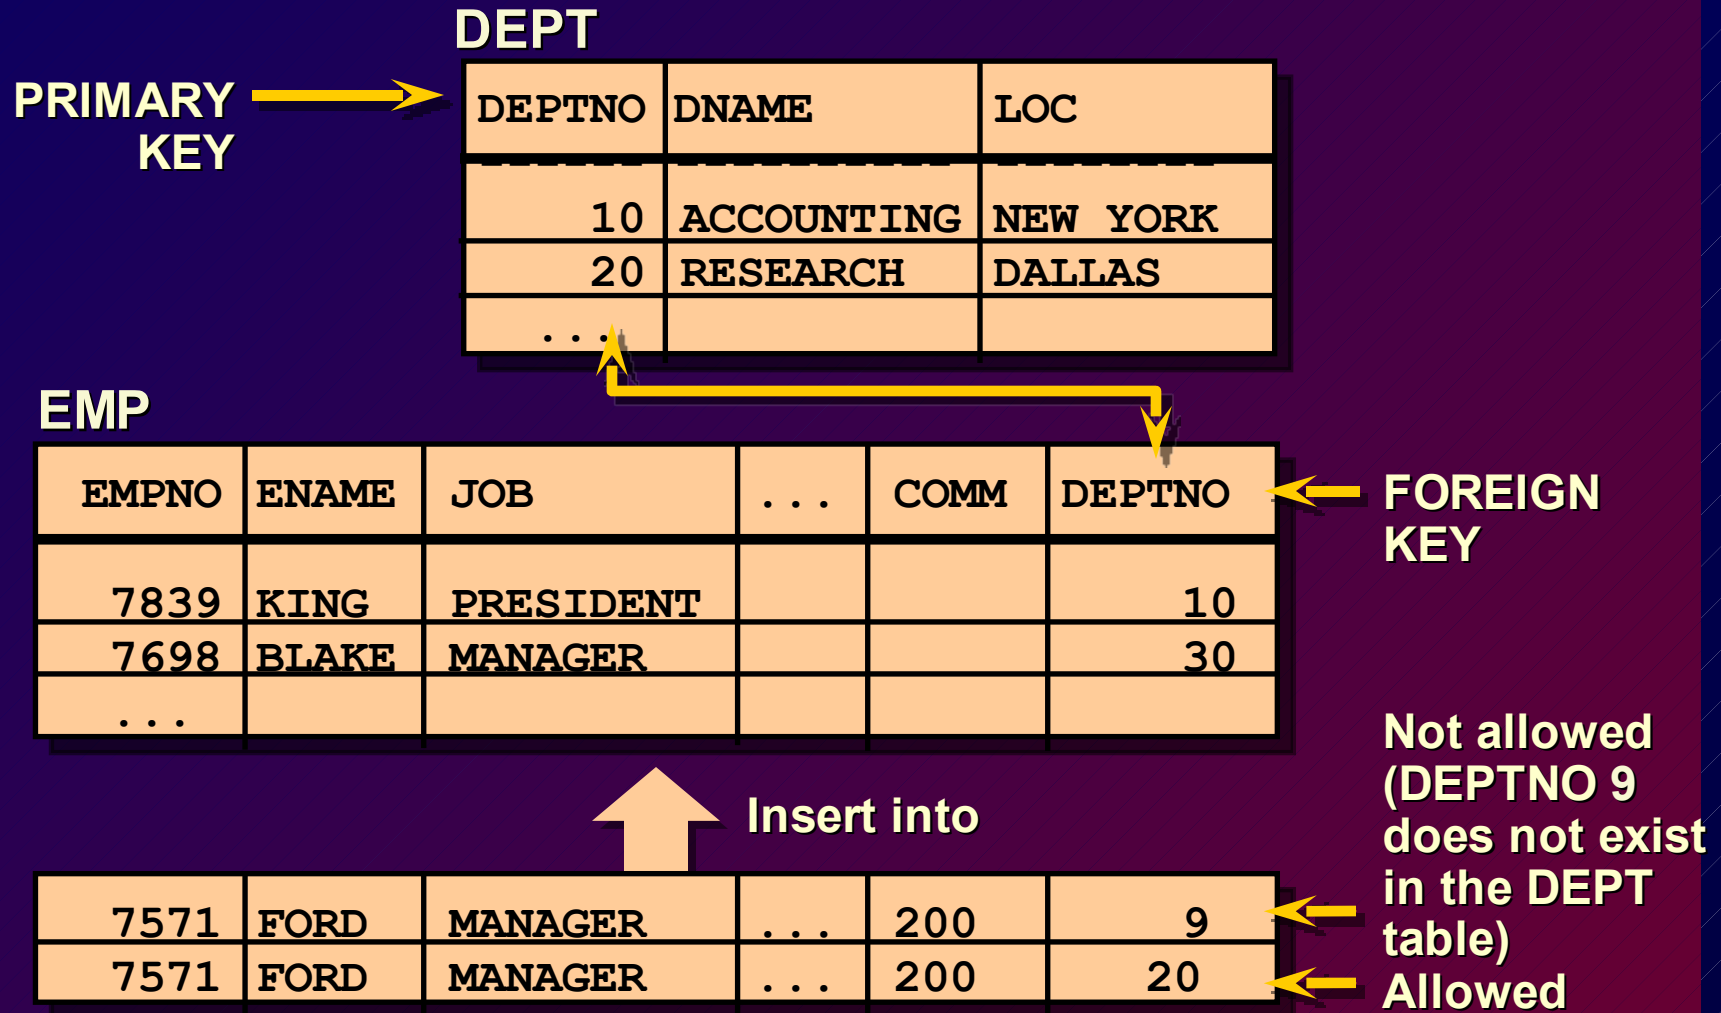 DEPT
PRIMARY
KEY
DEPTNO DNAME LOC
10 ACCOUNTING NEW YORK
20 RESEARCH DALLAS
...
EMP
EMPNO ENAME JOB ... COMM DEPTNO
FOREIGN
KEY
7839 KING PRESIDENT 10
7698 BLAKE MANAGER 30
...
Insert into
Not allowed
(DEPTNO 9
does not exist
in the DEPT
table)
7571 FORD MANAGER ... 200 9
7571 FORD MANAGER ... 200 20
Allowed